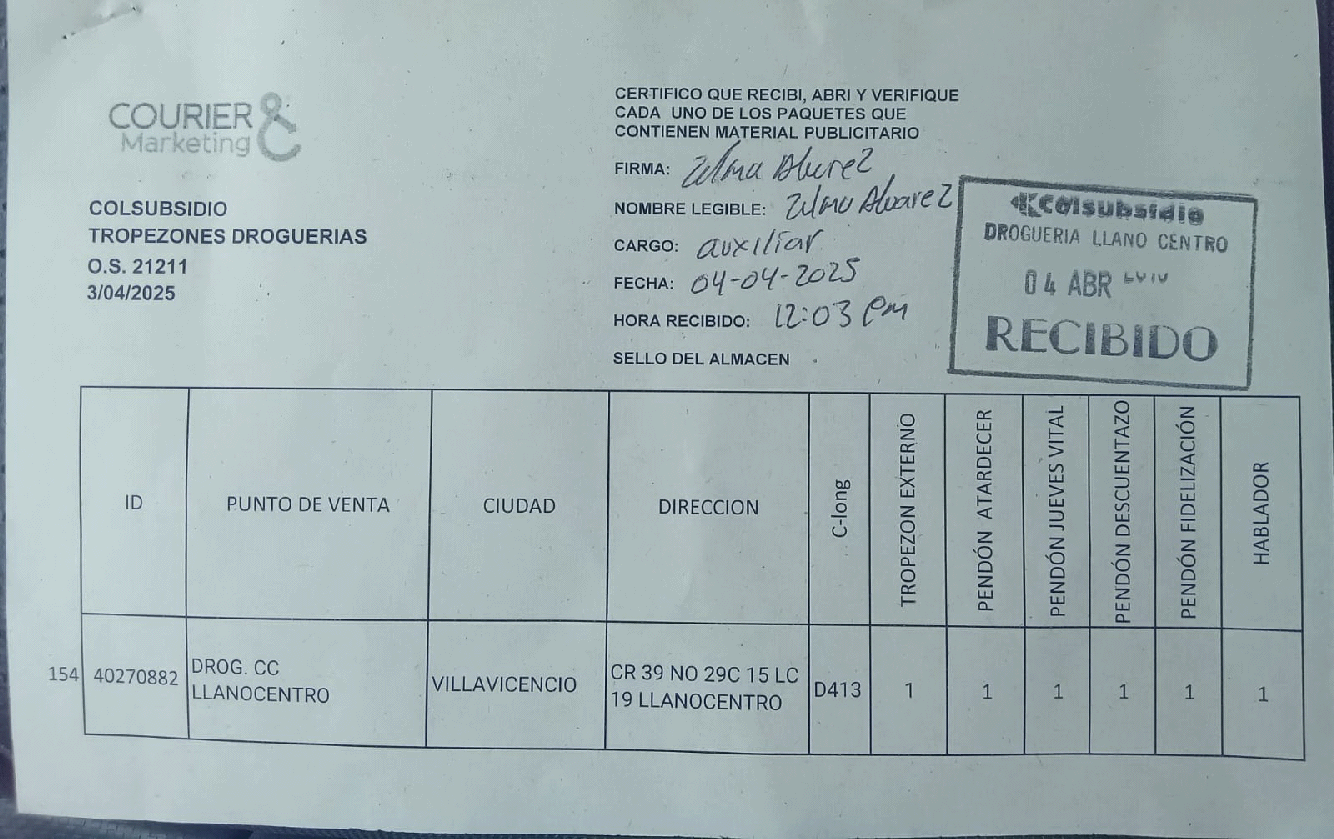 COURIER &
Marketing
COLSUBSIDIO
TROPEZONES DROGUERIAS
O.S. 21211
3/04/2025
CERTIFICO QUE RECIBI, ABRI Y VERIFIQUE
CADA UNO DE LOS PAQUETES QUE
CONTIENEN MATERIAL PUBLICITARIO
FIRMA:
NOMBRE LEGIBLE: Alvarez
CARGO: auxiliar
FECHA: 04-04-2025
HORA RECIBIDO: 12:03 pm
SELLO DEL ALMACEN
Colsubsidio
DROGUERIA LLANO CENTRO
04 ABR
RECIBIDO
ID PUNTO DE VENTA CIUDAD DIRECCION C-long TROPEZON EXTERNO PENDÓN ATARDECER PENDÓN JUEVES VITAL PENDÓN DESCUENTAZO PENDÓN FIDELIZACIÓN HABLADOR
154 40270882 DROG. CC LLANOCENTRO VILLAVICENCIO CR 39 NO 29C 15 LC 19 LLANOCENTRO D413 1 1 1 1 1 1